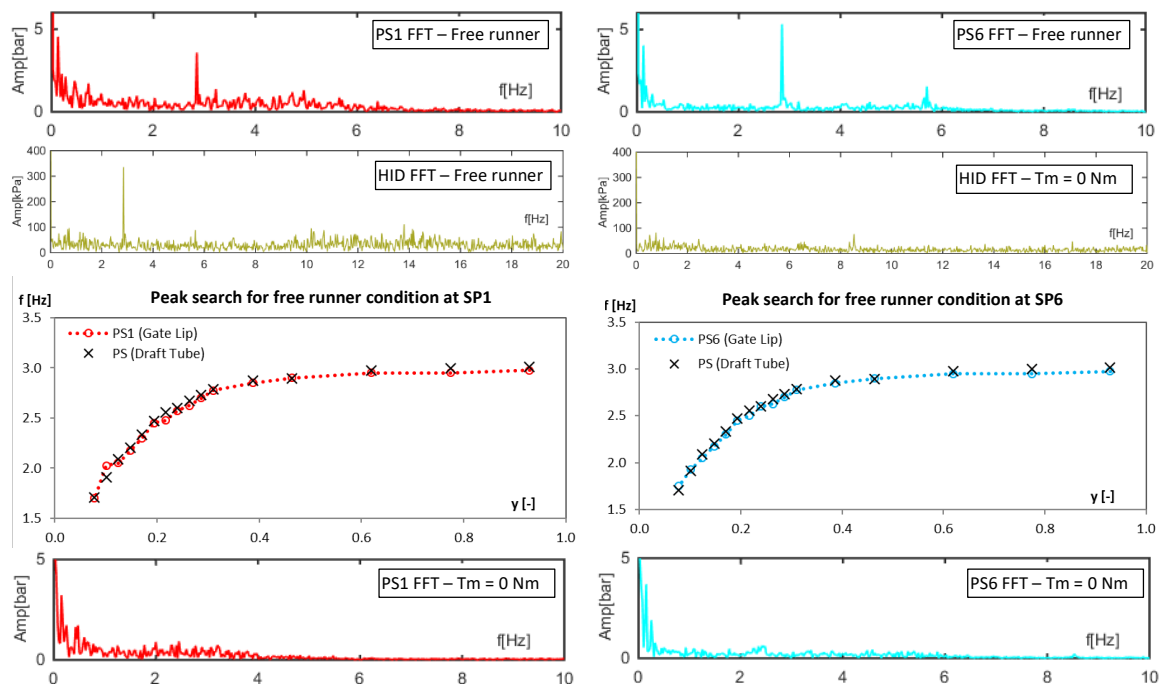 PS1 FFT – Free runner
Amp[bar]
5
0
f[Hz]
0 2 4 6 8 10
PS6 FFT – Free runner
Amp[bar]
5
0
f[Hz]
0 2 4 6 8 10
HID FFT – Free runner
Amp[kPa]
400
300
200
100
0
f[Hz]
0 2 4 6 8 10 12 14 16 18 20
HID FFT – Tm = 0 Nm
Amp[kPa]
400
300
200
100
0
f[Hz]
0 2 4 6 8 10 12 14 16 18 20
f [Hz]
Peak search for free runner condition at SP1
3.5
3.0
2.5
2.0
1.5
PS1 (Gate Lip)
PS (Draft Tube)
y [-]
0.0 0.2 0.4 0.6 0.8 1.0
f [Hz]
Peak search for free runner condition at SP6
3.5
3.0
2.5
2.0
1.5
PS6 (Gate Lip)
PS (Draft Tube)
y [-]
0.0 0.2 0.4 0.6 0.8 1.0
PS1 FFT – Tm = 0 Nm
Amp[bar]
5
0
f[Hz]
0 2 4 6 8 10
PS6 FFT – Tm = 0 Nm
Amp[bar]
5
0
f[Hz]
0 2 4 6 8 10